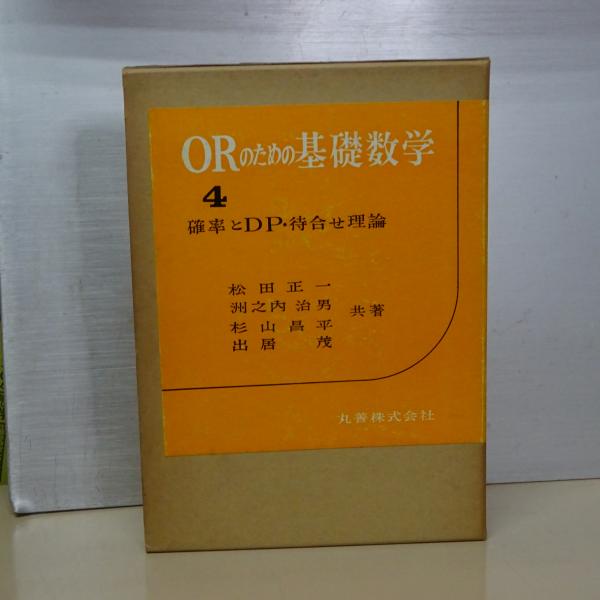 ORのための基礎数学
4
確率とDP・待合せ理論
松田正一
洲之内治男
杉山昌平
出居 茂
共著
丸善株式会社